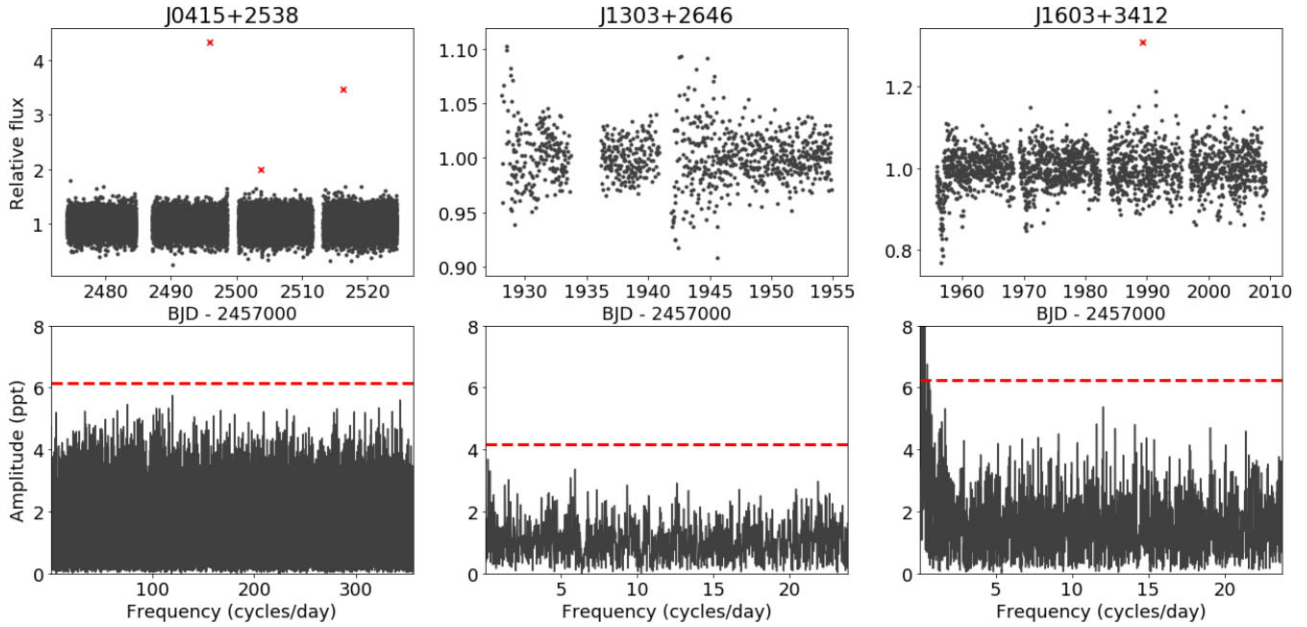 J0415+2538 J1303+2646 J1603+3412
Relative flux
4
3
2
1
1.10
1.05
1.00
0.95
0.90
1.2
1.0
0.8
2480 2490 2500 2510 2520
1930 1935 1940 1945 1950 1955
1960 1970 1980 1990 2000 2010
BJD - 2457000 BJD - 2457000 BJD - 2457000
Amplitude (ppt)
8
6
4
2
0
8
6
4
2
0
8
6
4
2
0
100 200 300
5 10 15 20
5 10 15 20
Frequency (cycles/day) Frequency (cycles/day) Frequency (cycles/day)